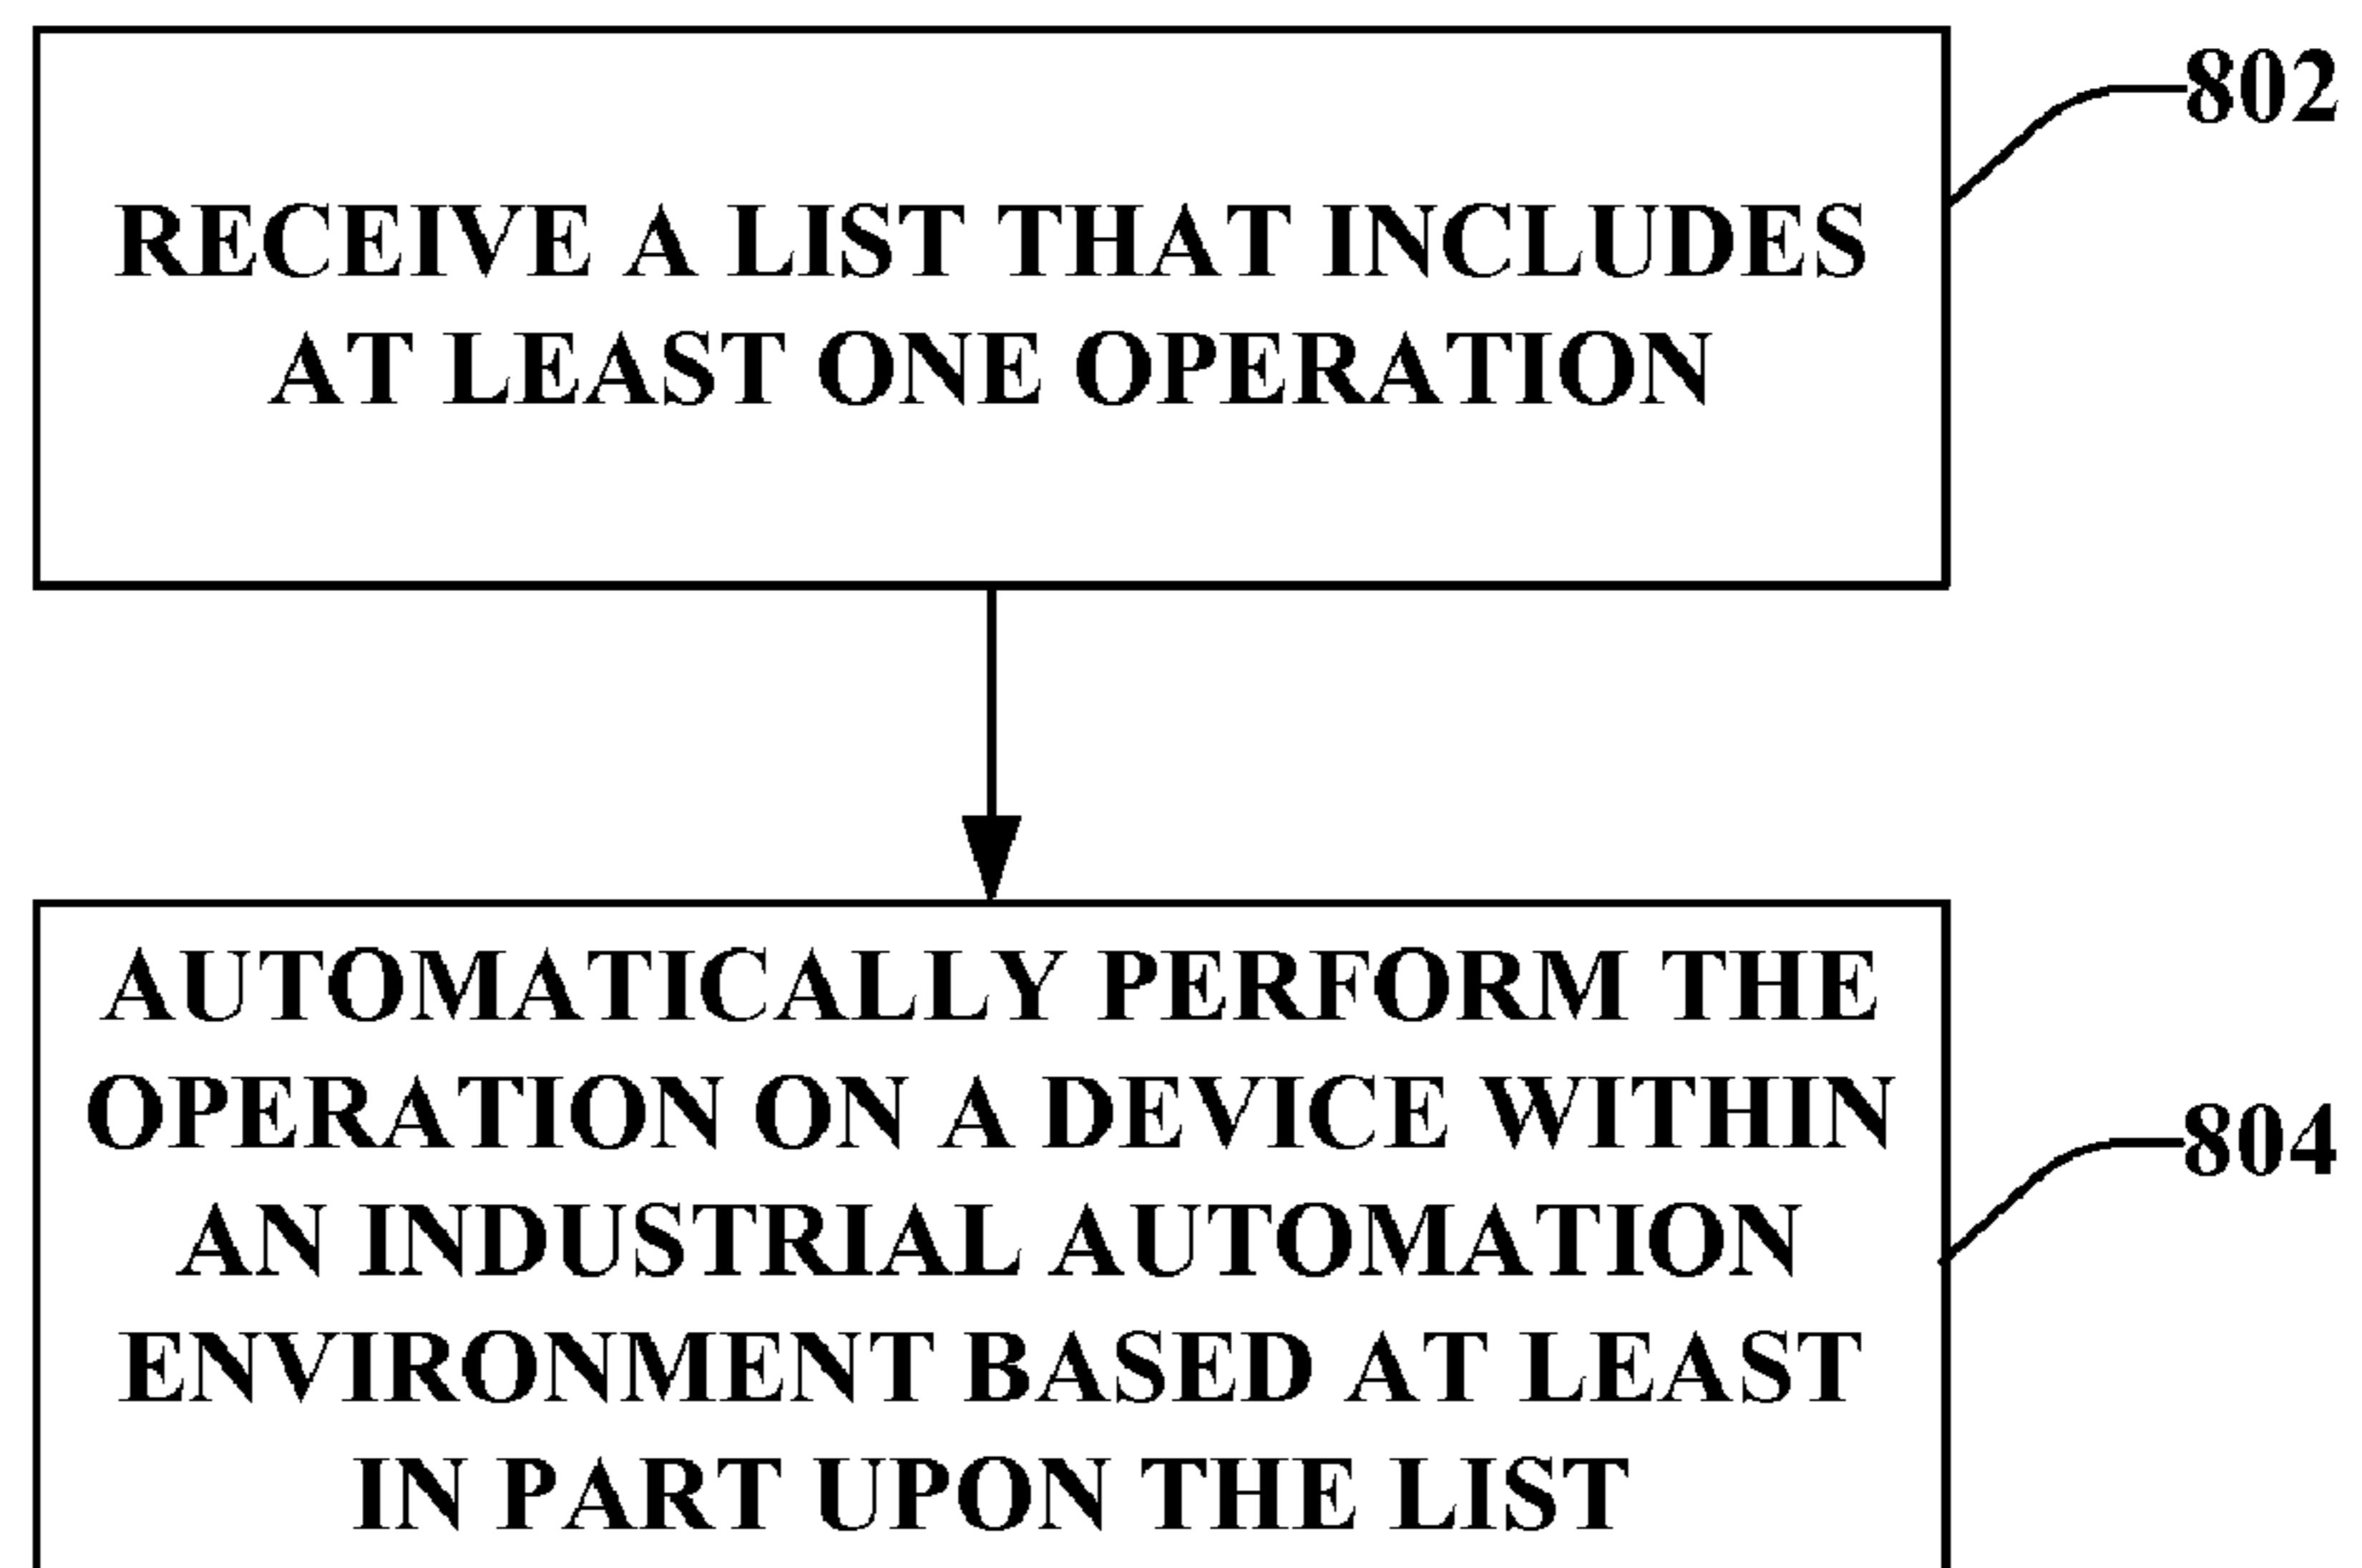 802
RECEIVE A LIST THAT INCLUDES
AT LEAST ONE OPERATION
AUTOMATICALLY PERFORM THE
OPERATION ON A DEVICE WITHIN
804
AN INDUSTRIAL AUTOMATION
ENVIRONMENT BASED AT LEAST
IN PART UPON THE LIST